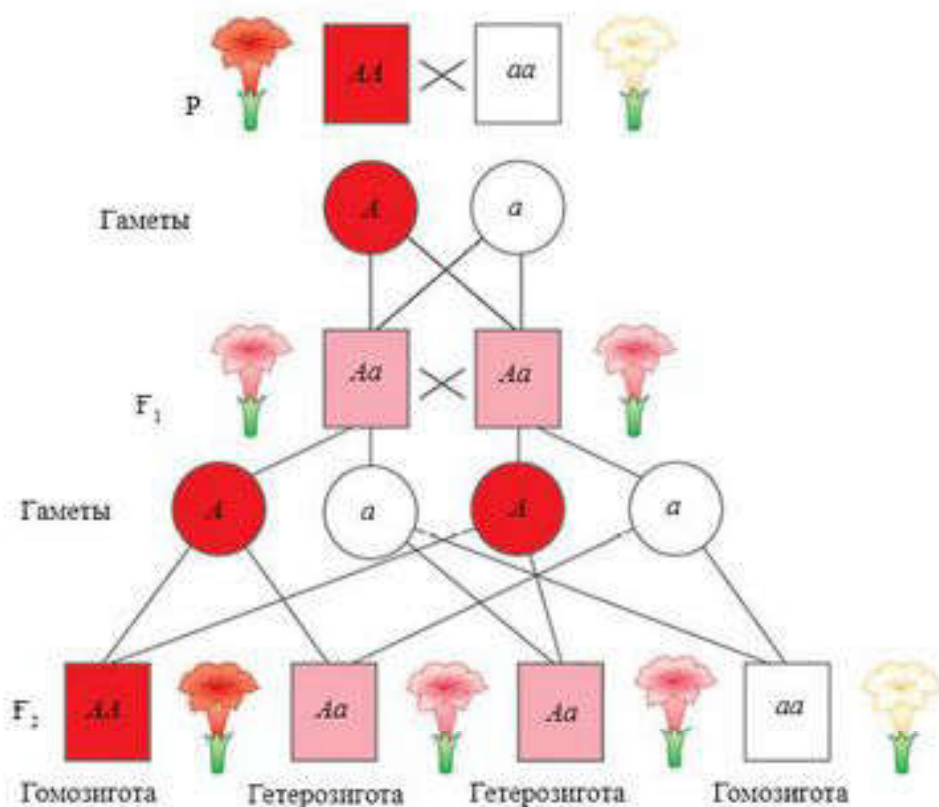 AA
aa
P
A
a
Гаметы
Aa
Aa
F1
A
a
A
a
Гаметы
F2
AA
Aa
Aa
aa
Гомозигота
Гетерозигота
Гетерозигота
Гомозигота